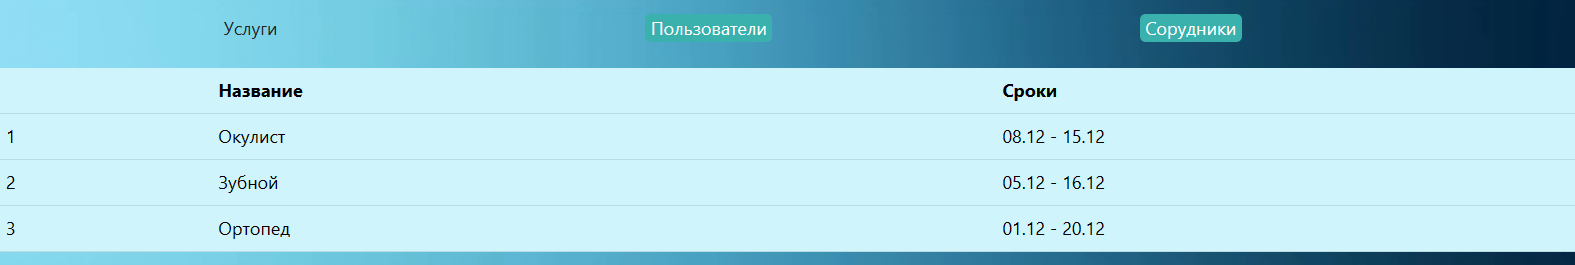 Услуги Пользователи Сорудники
Название Сроки
1 Окулист 08.12 - 15.12
2 Зубной 05.12 - 16.12
3 Ортопед 01.12 - 20.12